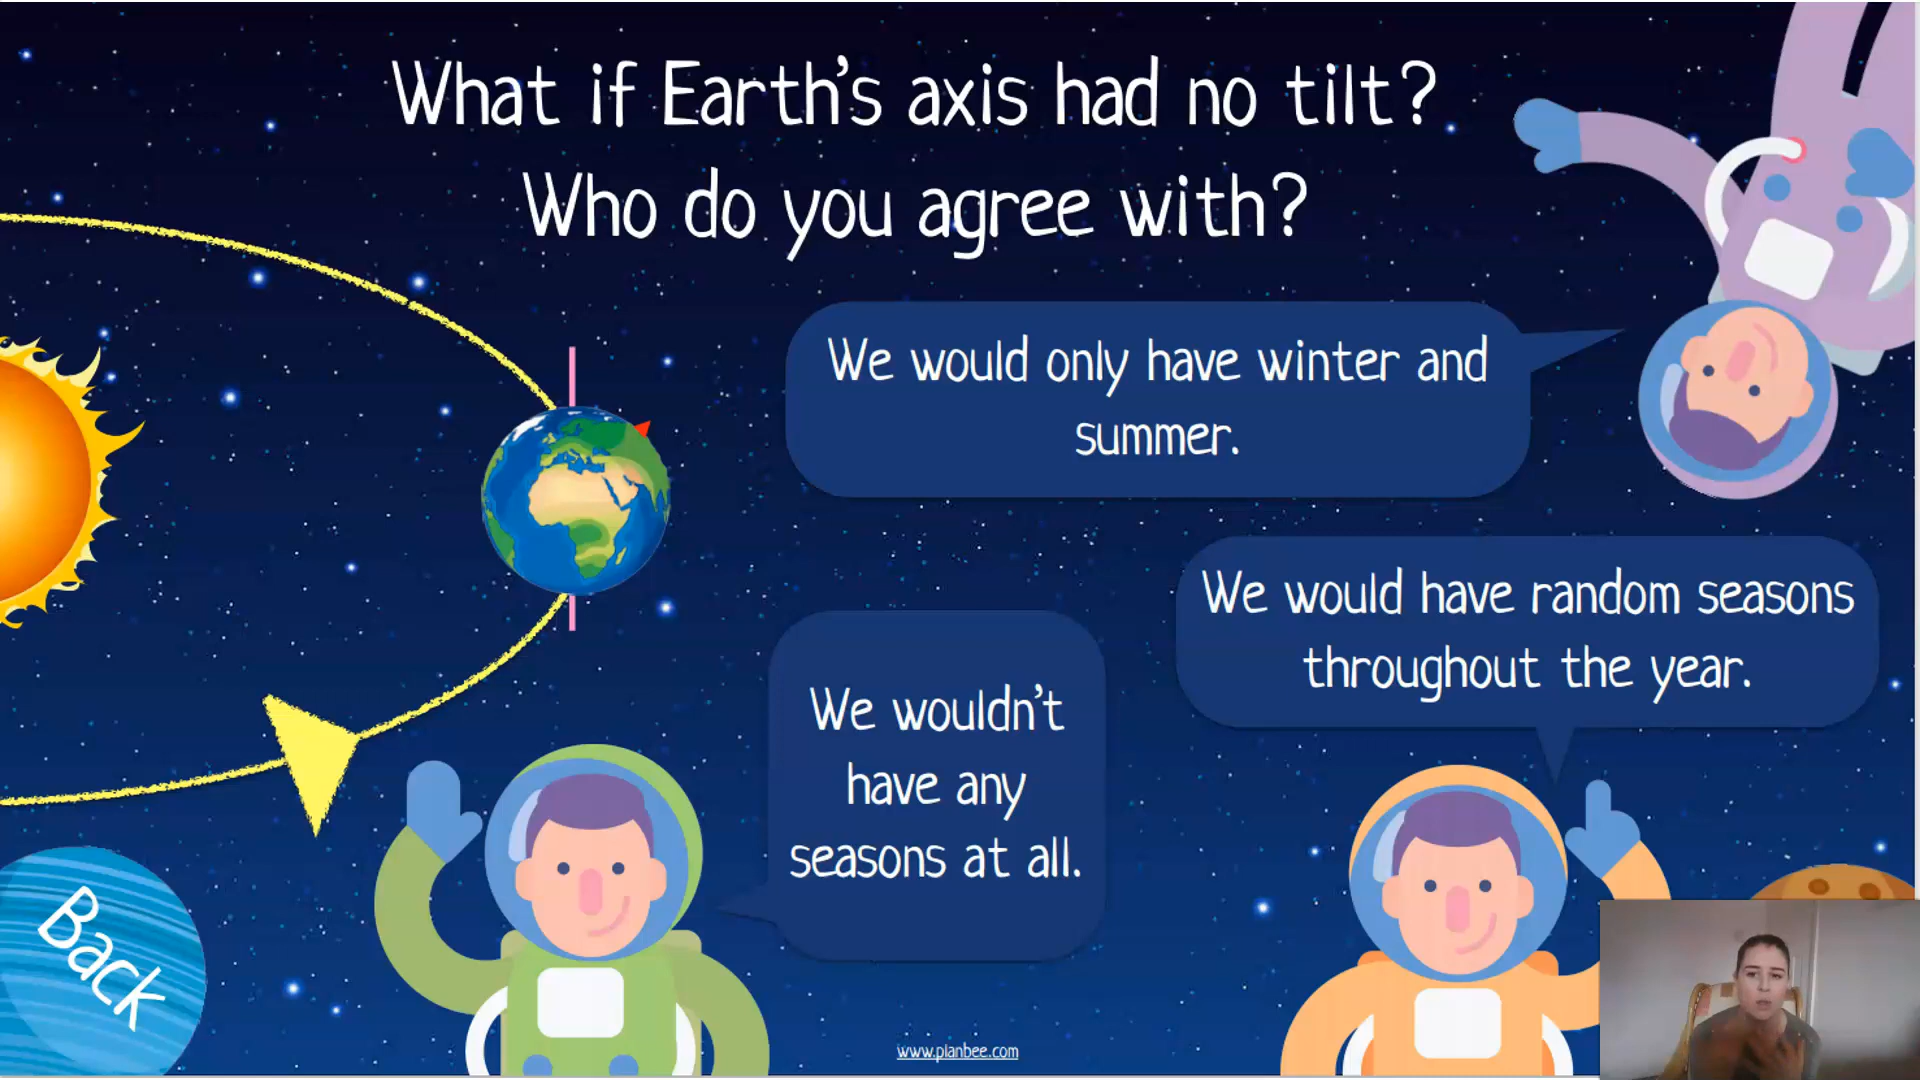 What if Earth's axis had no tilt?
Who do you agree with?
We would only have winter and
summer.
We would have random seasons
throughout the year.
We wouldn't
have any
seasons at all.
Back
www.planbee.com